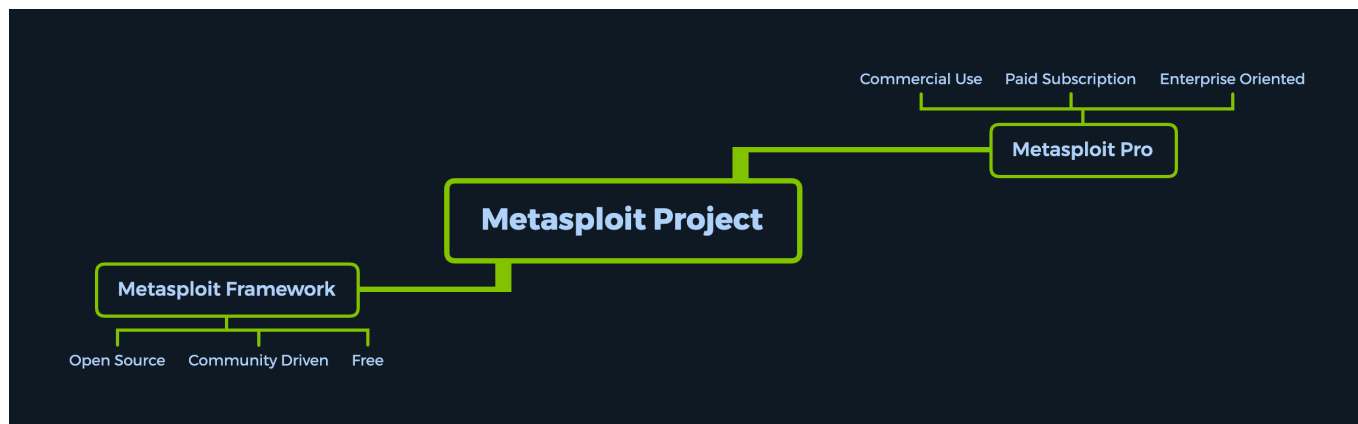 Commercial Use Paid Subscription Enterprise Oriented
Metasploit Pro
Metasploit Project
Metasploit Framework
Open Source Community Driven Free